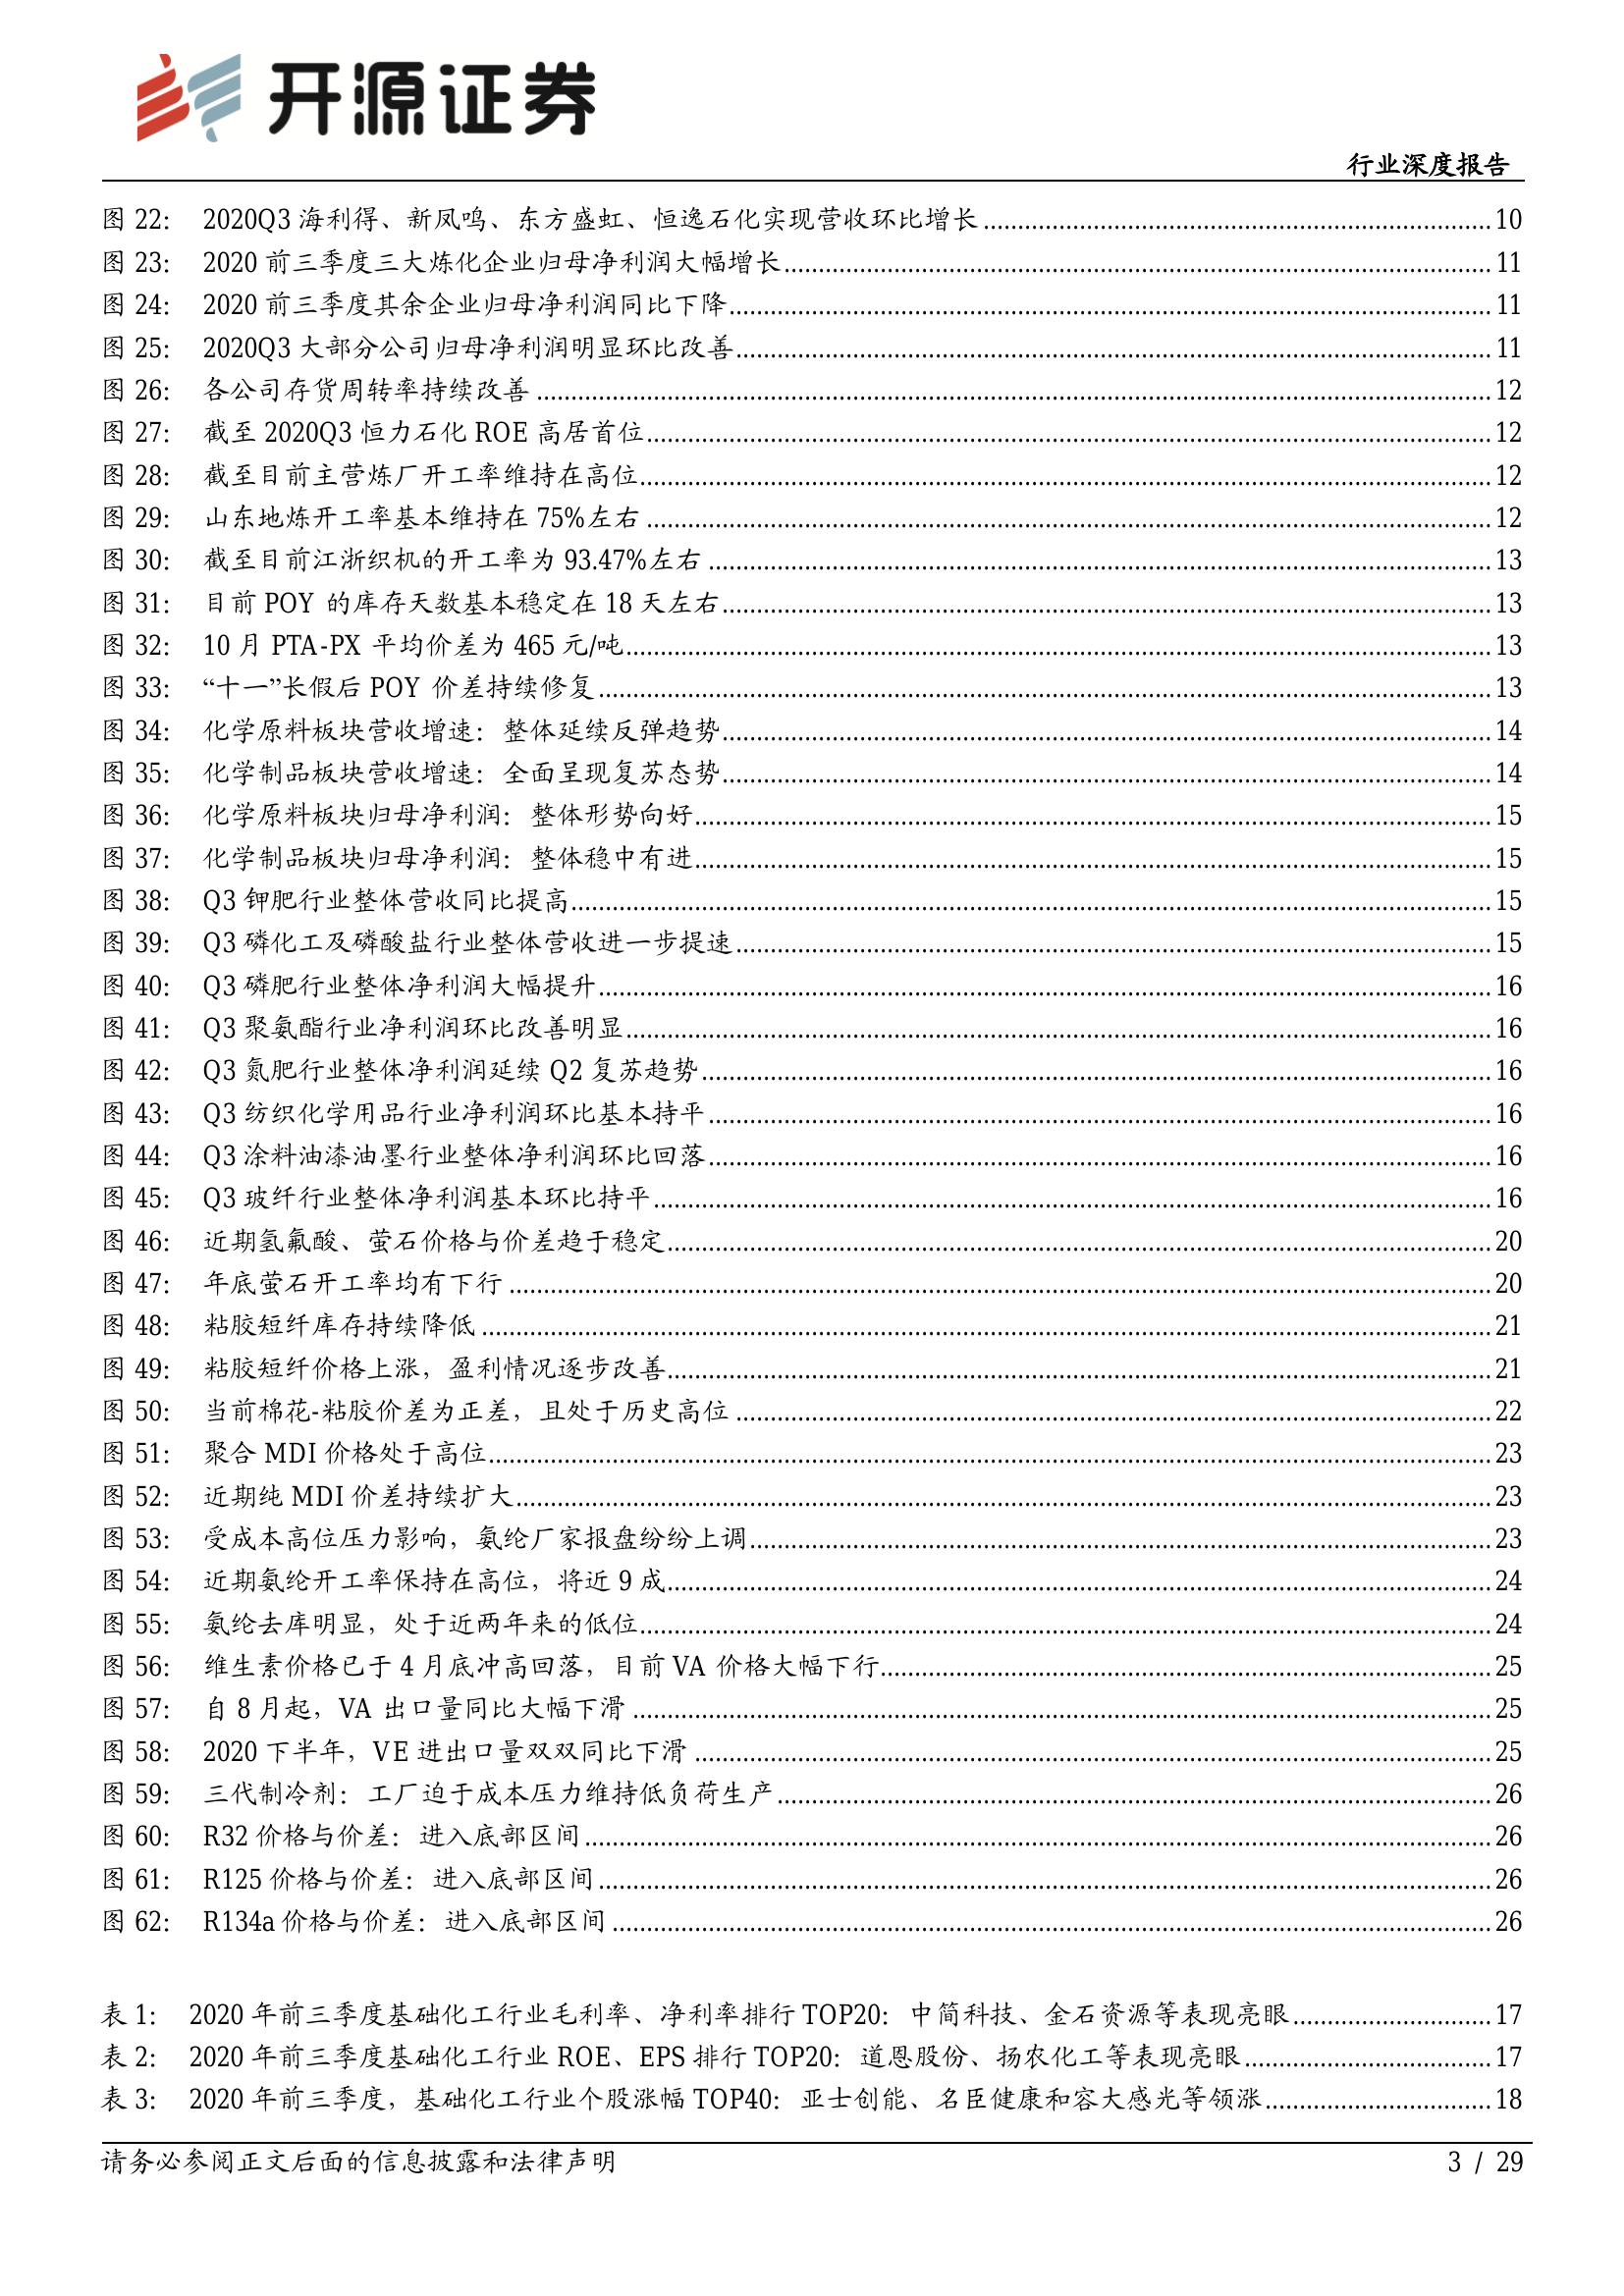 开源证券
行业深度报告
图 22： 2020Q3 海利得、新凤鸣、东方盛虹、恒逸石化实现营收环比增长 10
图 23： 2020 前三季度三大炼化企业归母净利润大幅增长 11
图 24： 2020 前三季度其余企业归母净利润同比下降 11
图 25： 2020Q3 大部分公司归母净利润明显环比改善 11
图 26： 各公司存货周转率持续改善 12
图 27： 截至 2020Q3 恒力石化 ROE 高居首位 12
图 28： 截至目前主营炼厂开工率维持在高位 12
图 29： 山东地炼开工率基本维持在 75%左右 12
图 30： 截至目前江浙织机的开工率为 93.47%左右 13
图 31： 目前 POY 的库存天数基本稳定在 18 天左右 13
图 32： 10 月 PTA-PX 平均价差为 465 元/吨 13
图 33： “十一”长假后 POY 价差持续修复 13
图 34： 化学原料板块营收增速：整体延续反弹趋势 14
图 35： 化学制品板块营收增速：全面呈现复苏态势 14
图 36： 化学原料板块归母净利润：整体形势向好 15
图 37： 化学制品板块归母净利润：整体稳中有进 15
图 38： Q3 钾肥行业整体营收同比提高 15
图 39： Q3 磷化工及磷酸盐行业整体营收进一步提速 15
图 40： Q3 磷肥行业整体净利润大幅提升 16
图 41： Q3 聚氨酯行业净利润环比改善明显 16
图 42： Q3 氮肥行业整体净利润延续 Q2 复苏趋势 16
图 43： Q3 纺织化学用品行业净利润环比基本持平 16
图 44： Q3 涂料油漆油墨行业整体净利润环比回落 16
图 45： Q3 玻纤行业整体净利润基本环比持平 16
图 46： 近期氢氟酸、萤石价格与价差趋于稳定 20
图 47： 年底萤石开工率均有下行 20
图 48： 粘胶短纤库存持续降低 21
图 49： 粘胶短纤价格上涨，盈利情况逐步改善 21
图 50： 当前棉花-粘胶价差为正差，且处于历史高位 22
图 51： 聚合 MDI 价格处于高位 23
图 52： 近期纯 MDI 价差持续扩大 23
图 53： 受成本高位压力影响，氨纶厂家报盘纷纷上调 23
图 54： 近期氨纶开工率保持在高位，将近 9 成 24
图 55： 氨纶去库明显，处于近两年来的低位 24
图 56： 维生素价格已于 4 月底冲高回落，目前 VA 价格大幅下行 25
图 57： 自 8 月起，VA 出口量同比大幅下滑 25
图 58： 2020 下半年，VE 进出口量双双同比下滑 25
图 59： 三代制冷剂：工厂迫于成本压力维持低负荷生产 26
图 60： R32 价格与价差：进入底部区间 26
图 61： R125 价格与价差：进入底部区间 26
图 62： R134a 价格与价差：进入底部区间 26
表 1： 2020 年前三季度基础化工行业毛利率、净利率排行 TOP20：中简科技、金石资源等表现亮眼 17
表 2： 2020 年前三季度基础化工行业 ROE、EPS 排行 TOP20：道恩股份、扬农化工等表现亮眼 17
表 3： 2020 年前三季度，基础化工行业个股涨幅 TOP40：亚士创能、名臣健康和容大感光等领涨 18
请务必参阅正文后面的信息披露和法律声明 3 / 29